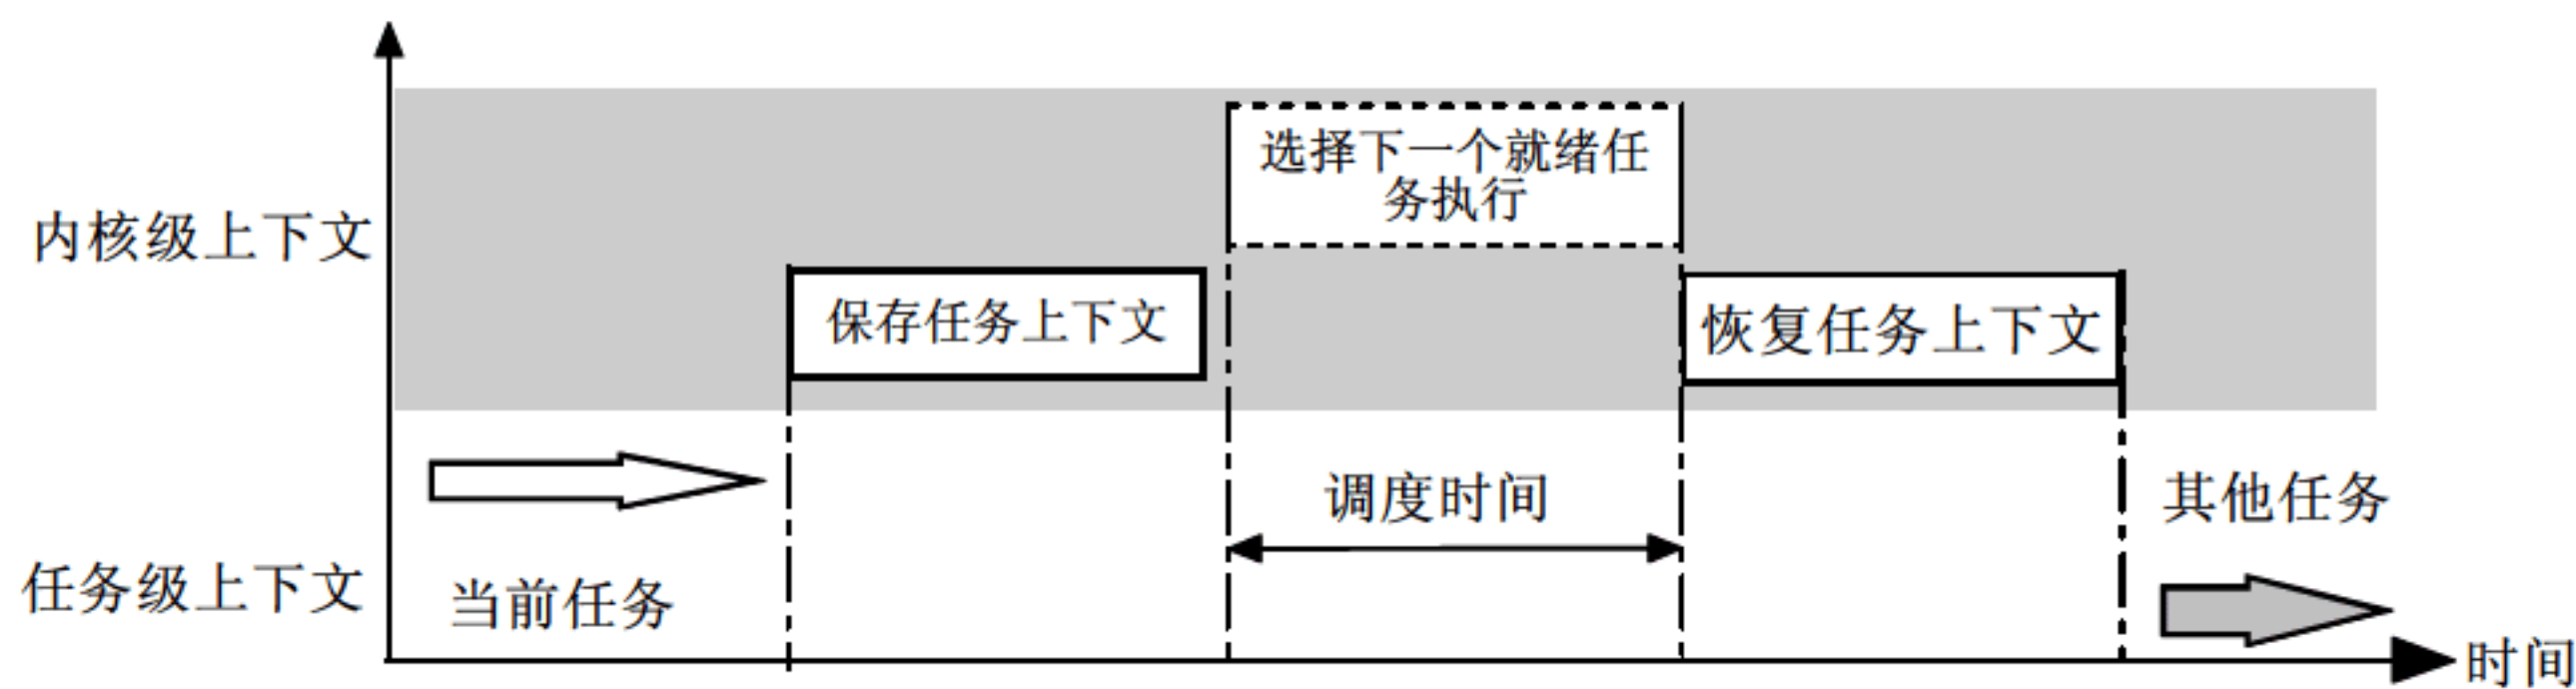 选择下一个就绪任
务执行
内核级上下文
保存任务上下文
恢复任务上下文
调度时间
其他任务
任务级上下文
当前任务
时间